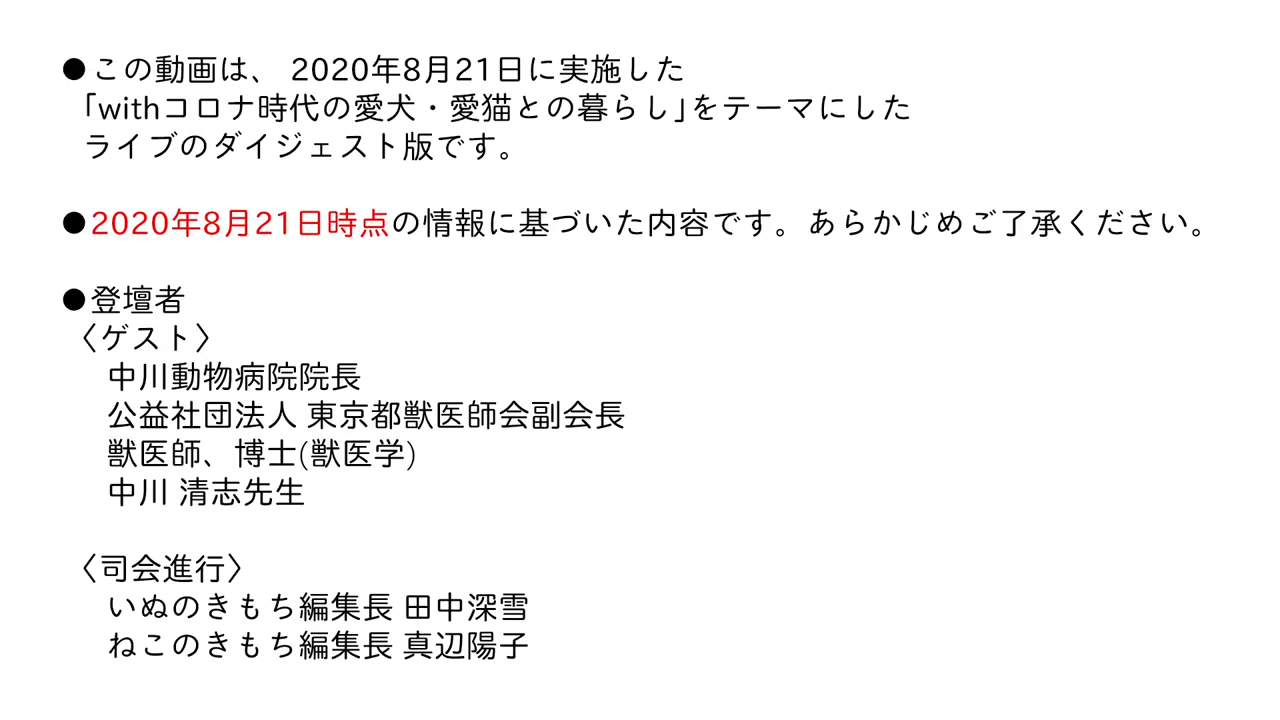 ●この動画は、 2020年8月21日に実施した
「withコロナ時代の愛犬・愛猫との暮らし」をテーマにした
ライブのダイジェスト版です。
●2020年8月21日時点の情報に基づいた内容です。あらかじめご了承ください。
●登壇者
〈ゲスト〉
中川動物病院院長
公益社団法人 東京都獣医師会副会長
獣医師、博士(獣医学)
中川 清志先生
〈司会進行〉
いぬのきもち編集長 田中深雪
ねこのきもち編集長 真辺陽子